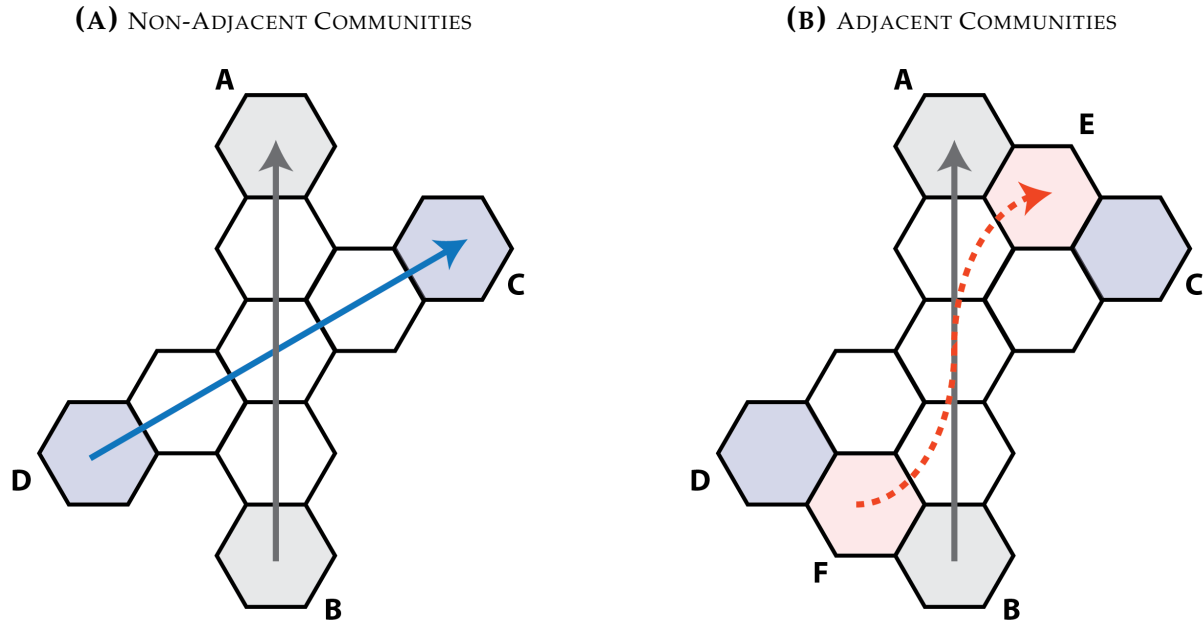 (A) NON-ADJACENT COMMUNITIES
(B) ADJACENT COMMUNITIES
A
C
D
B
A
E
C
D
F
B